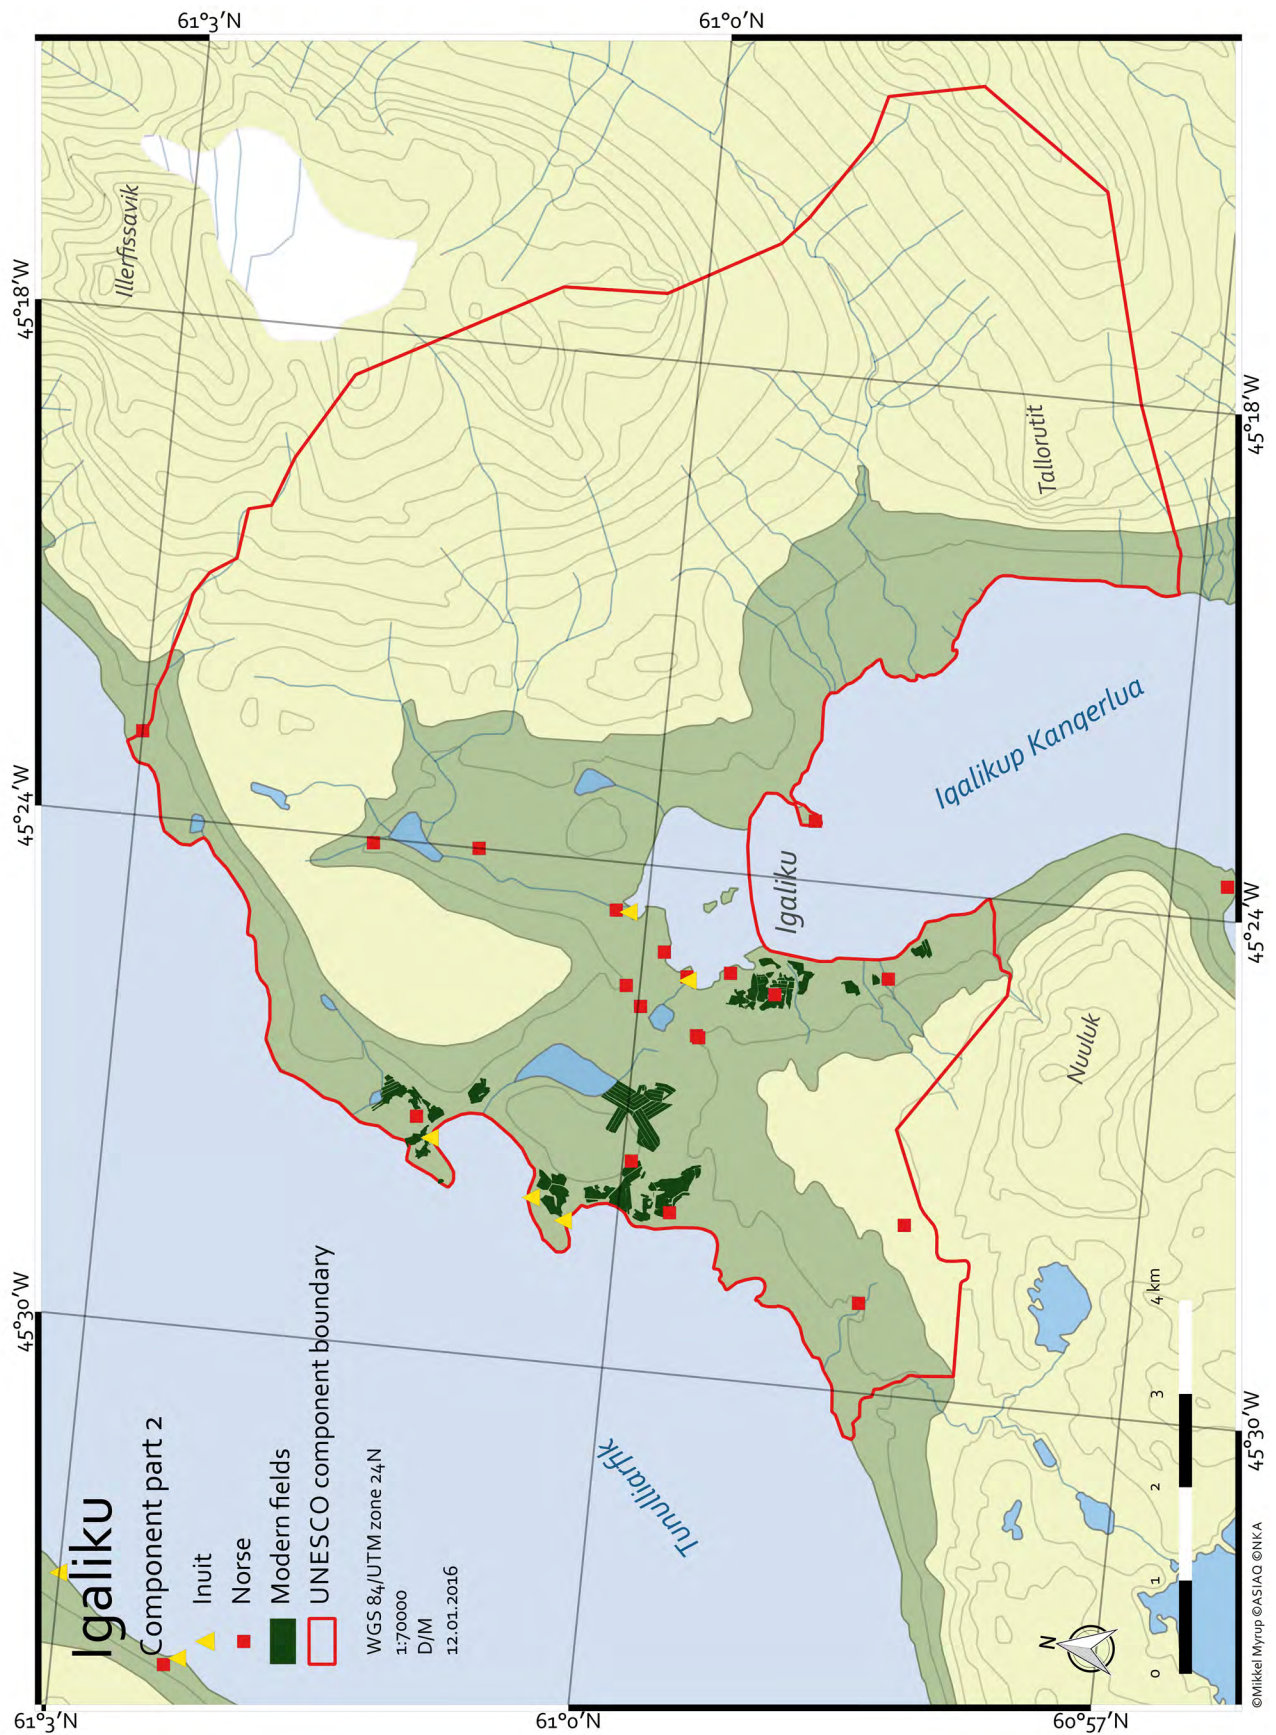 Igaliku
Component part 2
Inuit
Norse
Modern fields
UNESCO component boundary
WGS 84/UTM zone 24N
1:70000
D/M
12.01.2016
61°3'N
61°0'N
60°57'N
61°3'N
61°0'N
45°30'W
45°24'W
45°18'W
45°30'W
45°24'W
45°18'W
Illerfissavik
Tallorutit
Igaliku
Igalikup Kangerlua
Nuuluk
Tunulliarfik
N
0 1 2 3 4 km
©Mikkel Myrup ©ASIAQ ©NKA